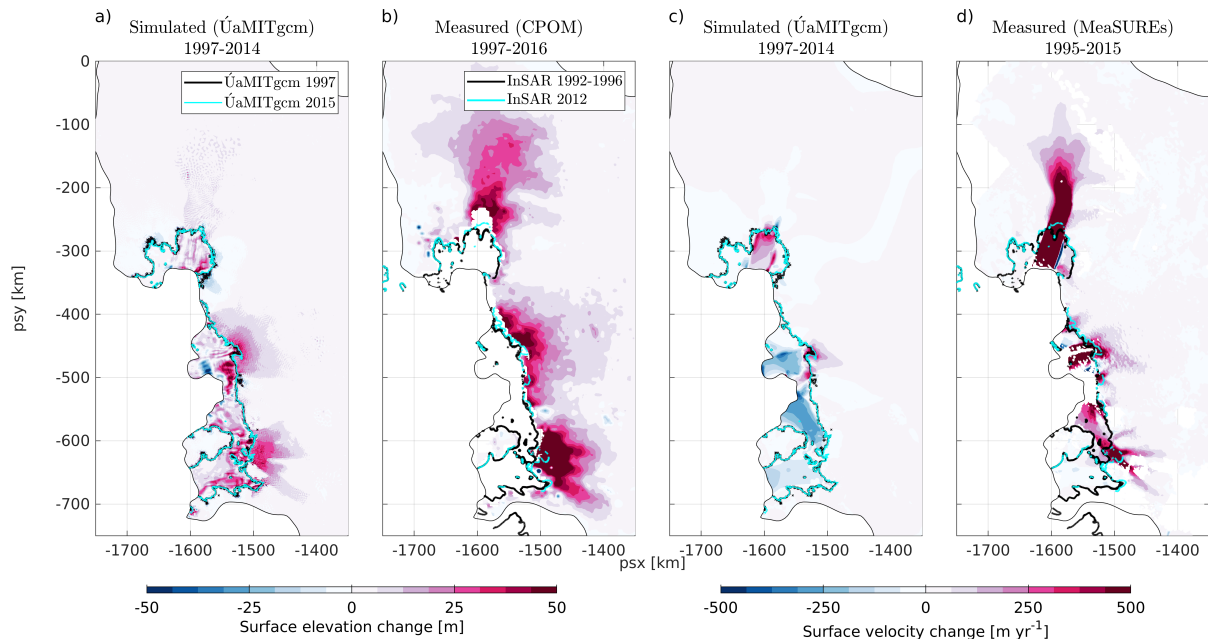 a)
Simulated (ÚaMITgcm)
1997-2014
b)
Measured (CPOM)
1997-2016
c)
Simulated (ÚaMITgcm)
1997-2014
d)
Measured (MeaSUREs)
1995-2015
ÚaMITgcm 1997
ÚaMITgcm 2015
InSAR 1992-1996
InSAR 2012
psy [km]
0
-100
-200
-300
-400
-500
-600
-700
-1700
-1600
-1500
-1400
-1700
-1600
-1500
-1400
-1700
-1600
-1500
-1400
-1700
-1600
-1500
-1400
psx [km]
-50
-25
0
25
50
Surface elevation change [m]
-500
-250
0
250
500
Surface velocity change [m yr⁻¹]